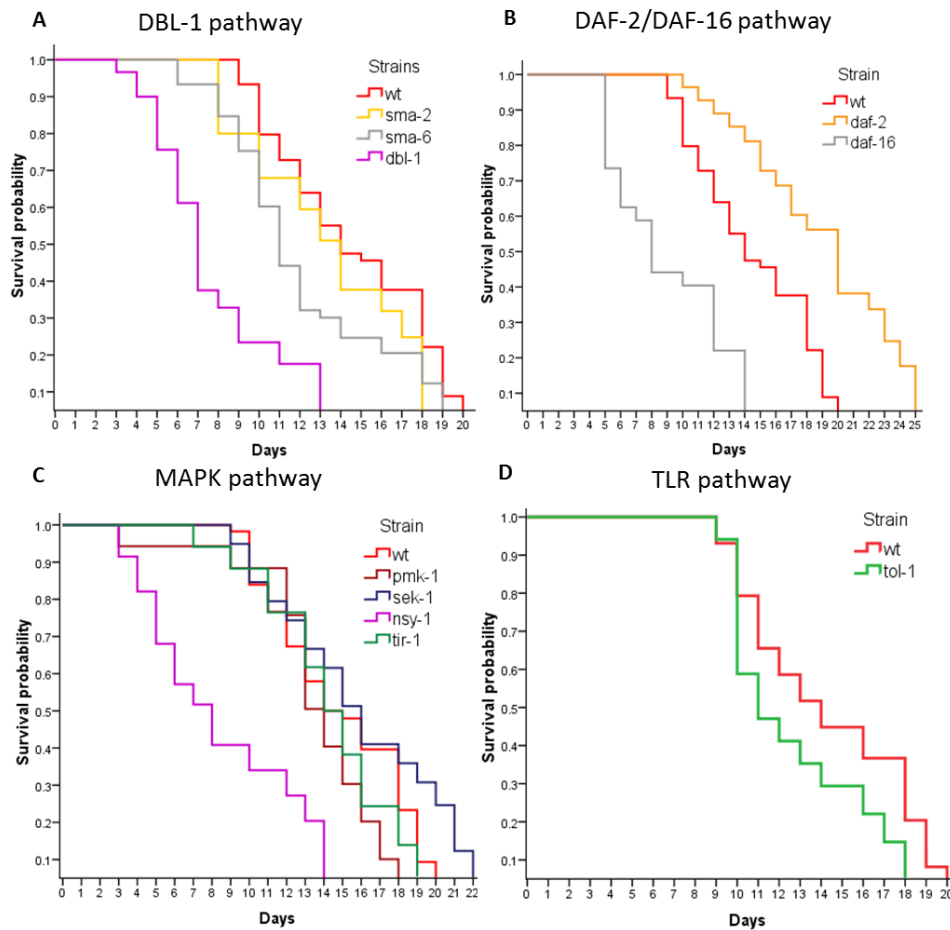 A
DBL-1 pathway
Survival probability
1.0
0.9
0.8
0.7
0.6
0.5
0.4
0.3
0.2
0.1
Strains
wt
sma-2
sma-6
dbl-1
0 1 2 3 4 5 6 7 8 9 10 11 12 13 14 15 16 17 18 19 20
Days
B
DAF-2/DAF-16 pathway
Survival probability
1.0
0.9
0.8
0.7
0.6
0.5
0.4
0.3
0.2
0.1
Strain
wt
daf-2
daf-16
0 1 2 3 4 5 6 7 8 9 10 11 12 13 14 15 16 17 18 19 20 21 22 23 24 25
Days
C
MAPK pathway
Survival probability
1.0
0.9
0.8
0.7
0.6
0.5
0.4
0.3
0.2
0.1
Strain
wt
pmk-1
sek-1
nsy-1
tir-1
0 1 2 3 4 5 6 7 8 9 10 11 12 13 14 15 16 17 18 19 20 21 22
Days
D
TLR pathway
Survival probability
1.0
0.9
0.8
0.7
0.6
0.5
0.4
0.3
0.2
0.1
Strain
wt
tol-1
0 1 2 3 4 5 6 7 8 9 10 11 12 13 14 15 16 17 18 19 20
Days